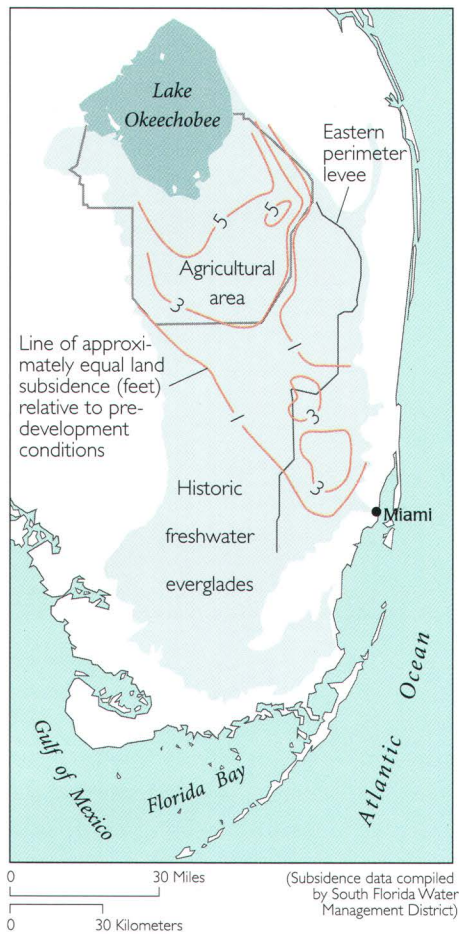 Lake
Okeechobee
Eastern
perimeter
levee
5
5
Agricultural
area
3
Line of approxi-
mately equal land
subsidence (feet)
relative to pre-
development
conditions
1
1
3
3
Historic
freshwater
everglades
Miami
Atlantic Ocean
Gulf of Mexico
Florida Bay
0 30 Miles
0 30 Kilometers
(Subsidence data compiled
by South Florida Water
Management District)